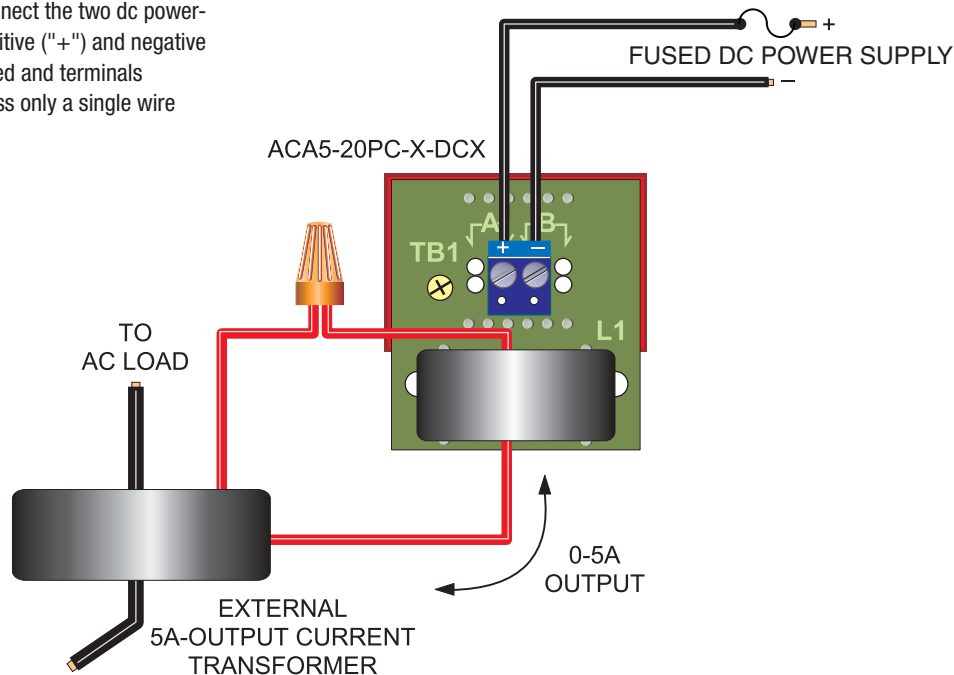 nect the two dc power-
itive ("+") and negative
ed and terminals
ss only a single wire
+
FUSED DC POWER SUPPLY
–
ACA5-20PC-X-DCX
A B
+ –
TB1
L1
TO
AC LOAD
0-5A
OUTPUT
EXTERNAL
5A-OUTPUT CURRENT
TRANSFORMER